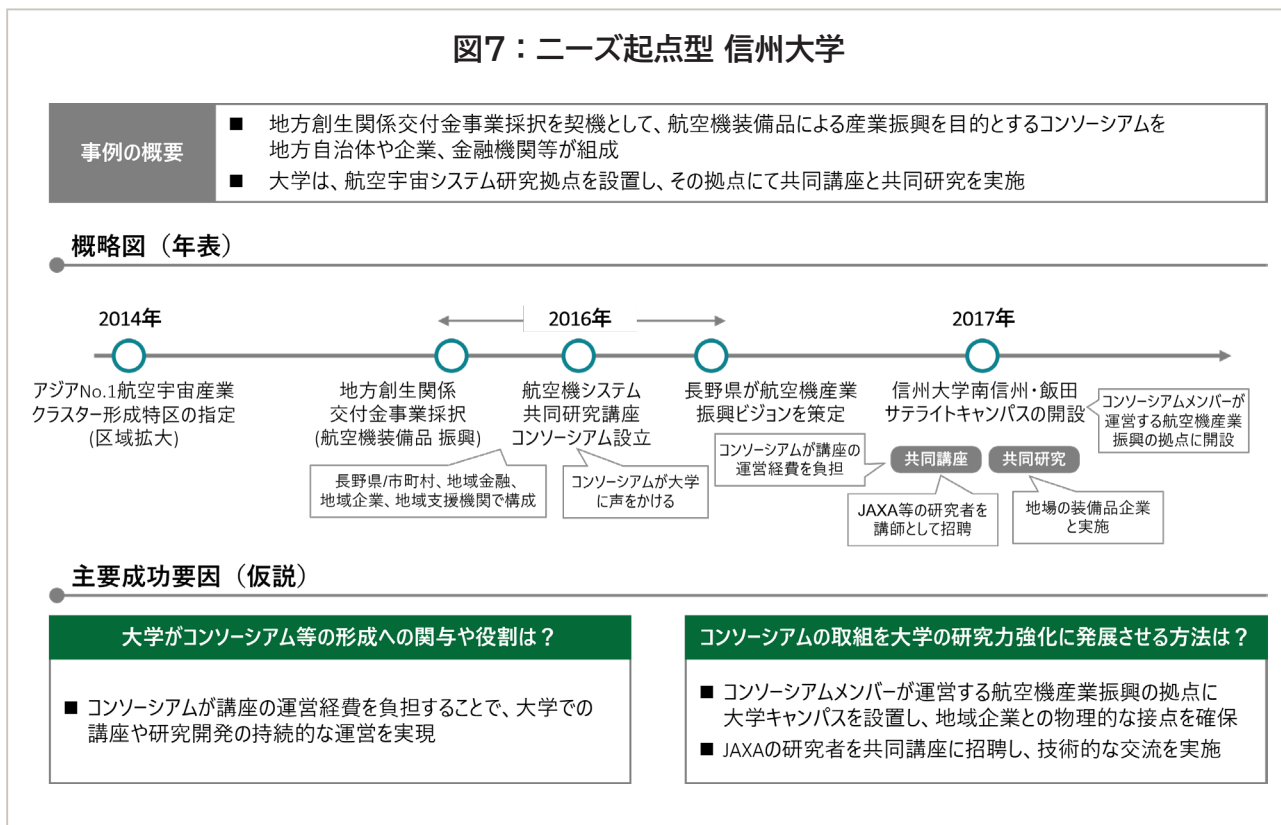 図7：ニーズ起点型 信州大学
事例の概要
■ 地方創生関係交付金事業採択を契機として、航空機装備品による産業振興を目的とするコンソーシアムを
地方自治体や企業、金融機関等が組成
■ 大学は、航空宇宙システム研究拠点を設置し、その拠点にて共同講座と共同研究を実施
概略図（年表）
2014年
アジアNo.1航空宇宙産業
クラスター形成特区の指定
(区域拡大)
2016年
地方創生関係
交付金事業採択
(航空機装備品 振興)
長野県/市町村、地域金融、
地域企業、地域支援機関で構成
航空機システム
共同研究講座
コンソーシアム設立
コンソーシアムが大学
に声をかける
長野県が航空機産業
振興ビジョンを策定
2017年
信州大学南信州・飯田
サテライトキャンパスの開設
コンソーシアムメンバーが
運営する航空機産業
振興の拠点に開設
コンソーシアムが講座の
運営経費を負担
共同講座
共同研究
JAXA等の研究者を
講師として招聘
地場の装備品企業
と実施
主要成功要因（仮説）
大学がコンソーシアム等の形成への関与や役割は？
■ コンソーシアムが講座の運営経費を負担することで、大学での
講座や研究開発の持続的な運営を実現
コンソーシアムの取組を大学の研究力強化に発展させる方法は？
■ コンソーシアムメンバーが運営する航空機産業振興の拠点に
大学キャンパスを設置し、地域企業との物理的な接点を確保
■ JAXAの研究者を共同講座に招聘し、技術的な交流を実施